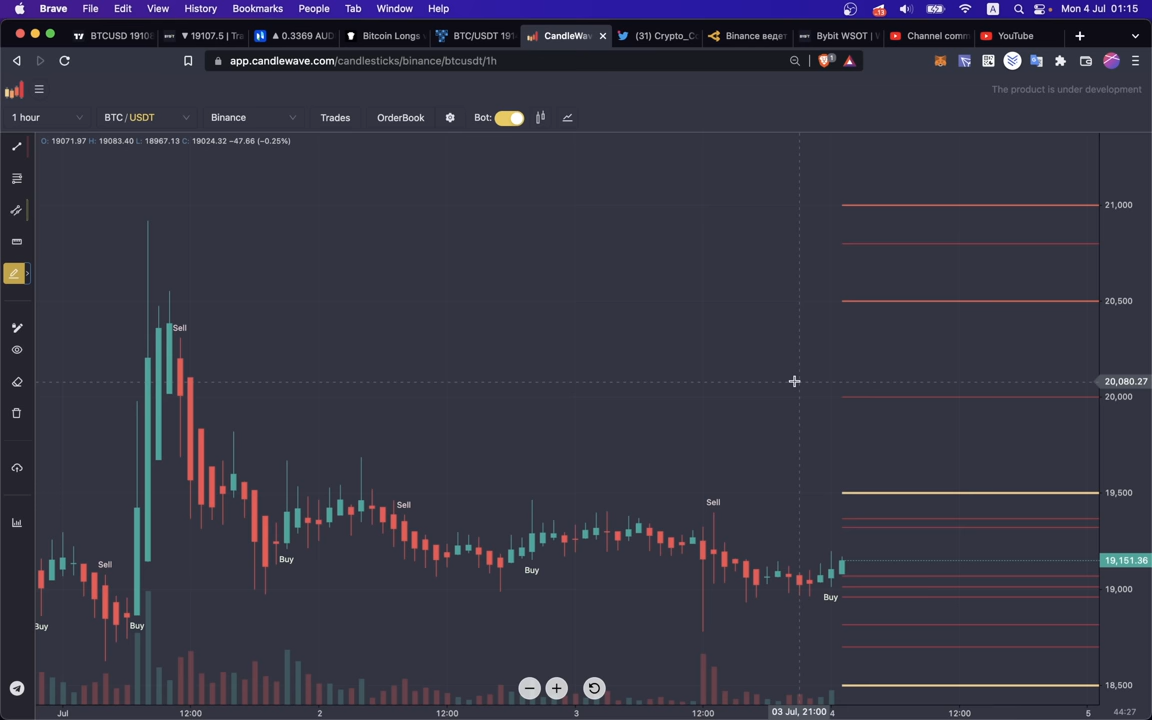 Brave File Edit View History Bookmarks People Tab Window Help A Mon 4 Jul 01:15
BTCUSD 1910 ▼ 19107.5 | Tra ▲ 0.3369 AUD Bitcoin Longs BTC/USDT 191 CandleWav (31) Crypto_Co Binance ведет Bybit WSOT | Channel comm YouTube
app.candlewave.com/candlesticks/binance/btcusdt/1h
The product is under development
1 hour BTC / USDT Binance Trades OrderBook Bot:
O: 19071.97 H: 19083.40 L: 18967.13 C: 19024.32 −47.66 (−0.25%)
21,000
20,500
Sell
20,080.27
20,000
19,500
Sell
Sell
19,151.36
Buy
Sell
Buy
19,000
Buy
Buy
Buy
18,500
Jul 12:00 2 12:00 3 12:00 03 Jul, 21:00 4 12:00 5 44:27